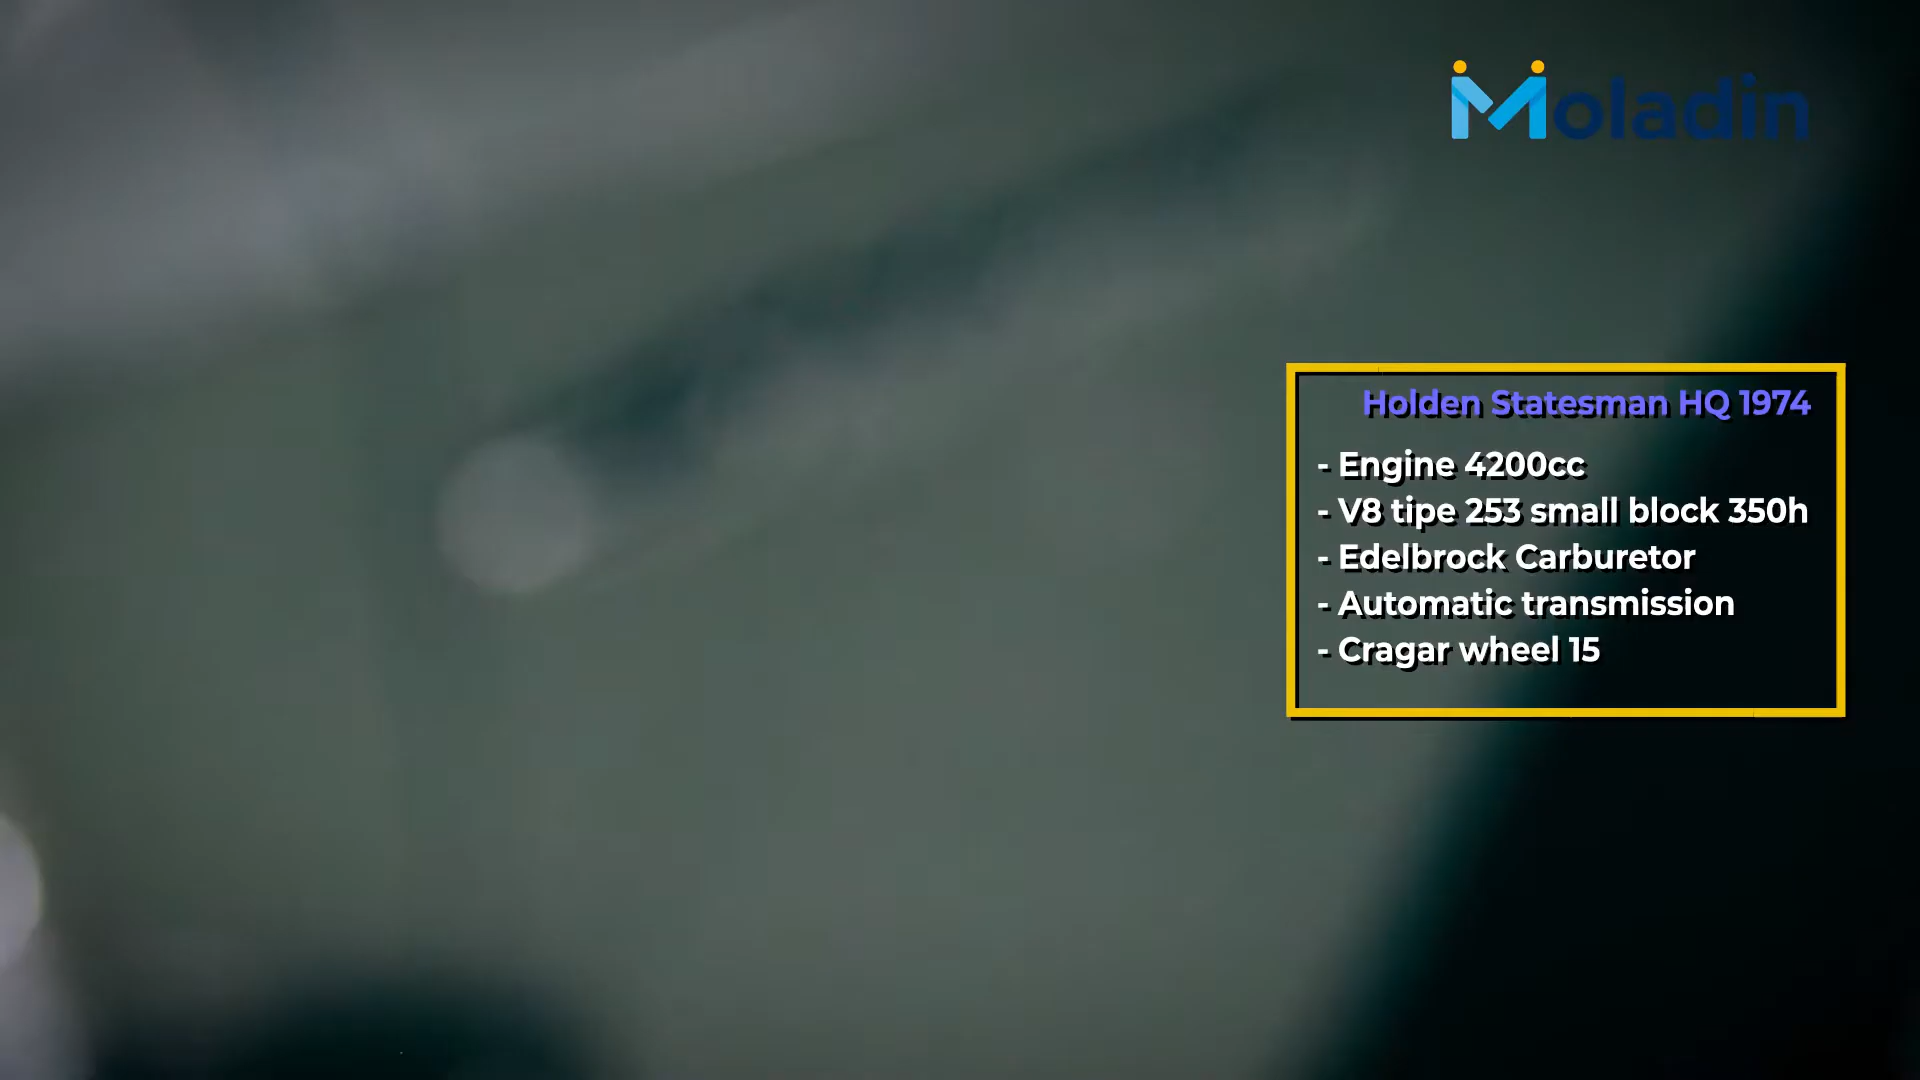 Moladin
Holden Statesman HQ 1974
- Engine 4200cc
- V8 tipe 253 small block 350h
- Edelbrock Carburetor
- Automatic transmission
- Cragar wheel 15